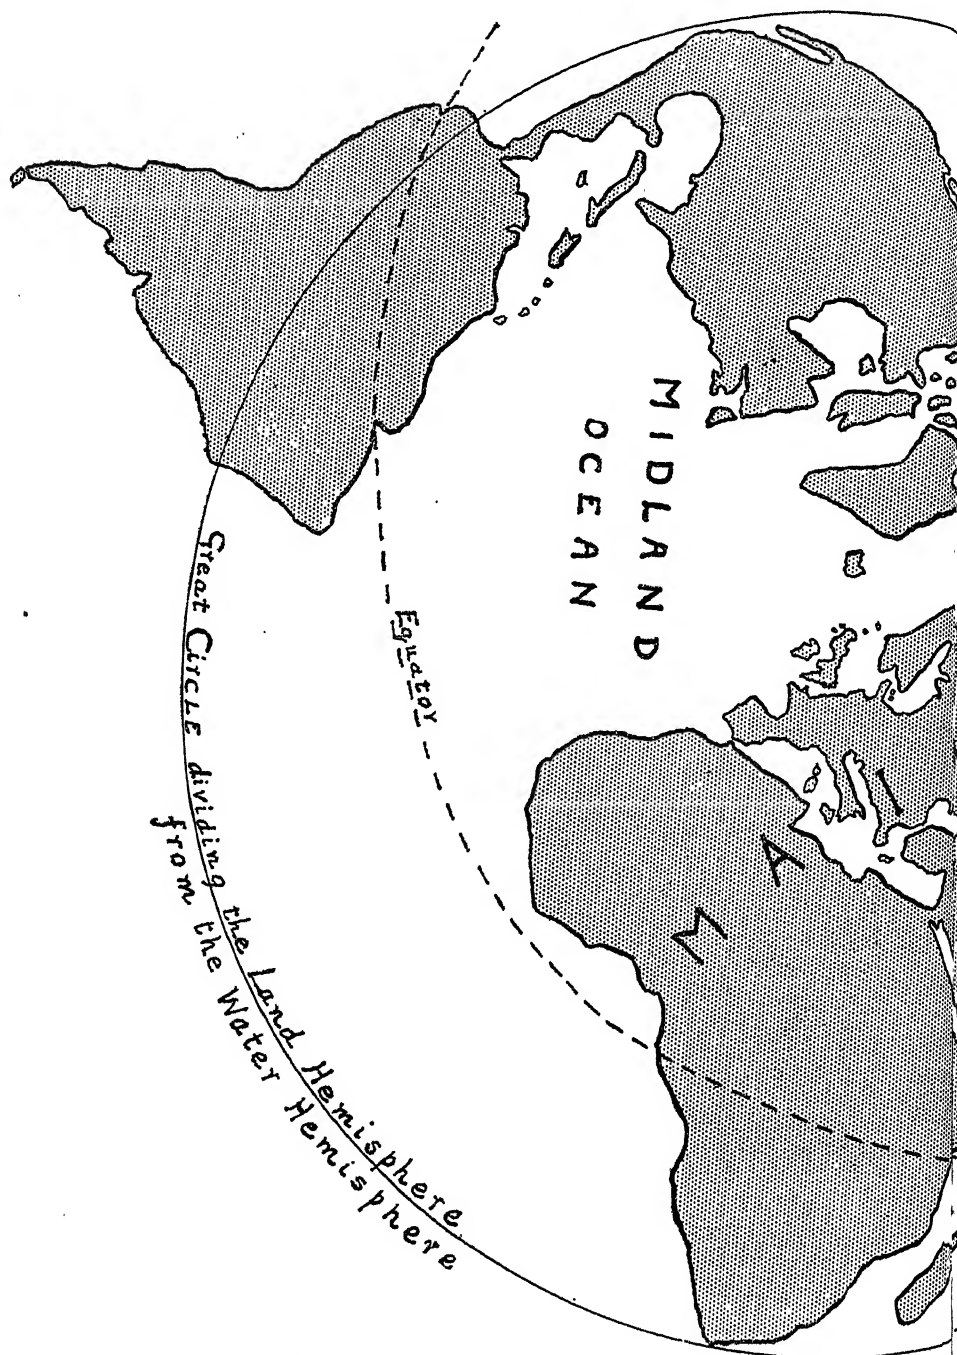 MIDLAND
OCEAN
Equator
Great Circle dividing the Land Hemisphere
from the Water Hemisphere
M A I